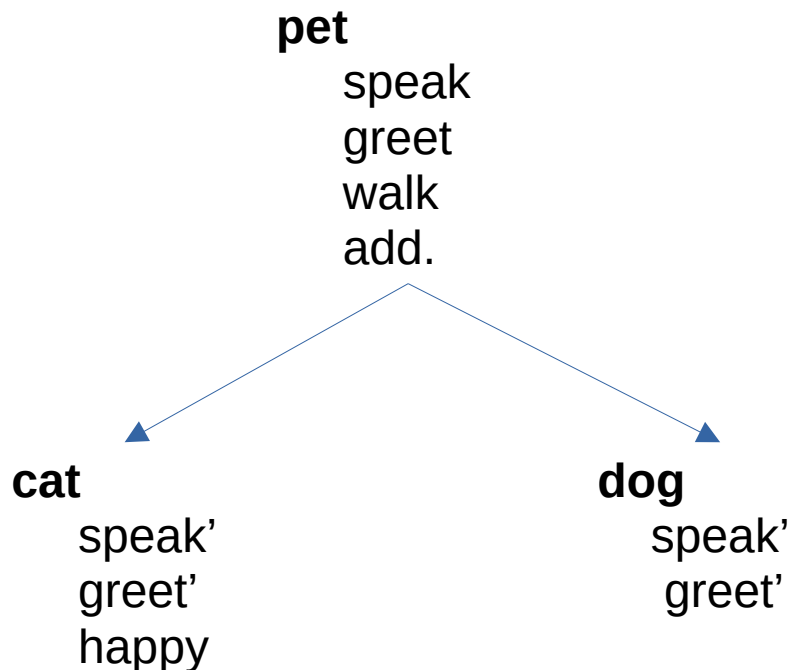 pet
speak
greet
walk
add.
cat
speak’
greet’
happy
dog
speak’
greet’